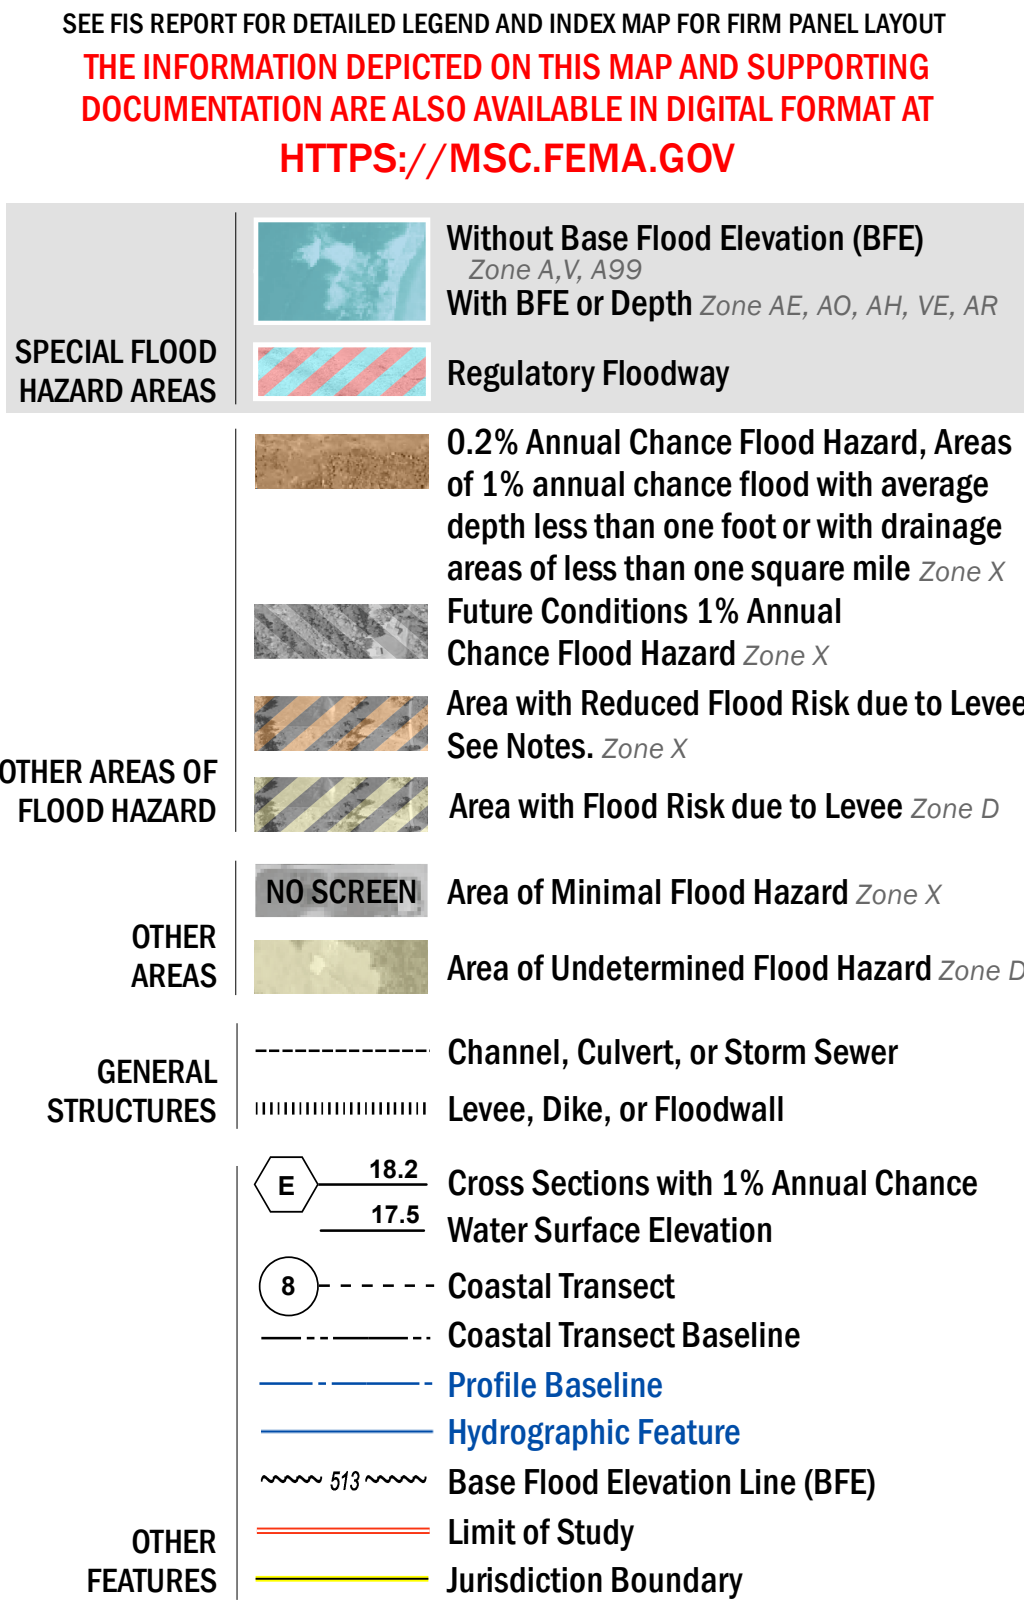 SEE FIS REPORT FOR DETAILED LEGEND AND INDEX MAP FOR FIRM PANEL LAYOUT
THE INFORMATION DEPICTED ON THIS MAP AND SUPPORTING
DOCUMENTATION ARE ALSO AVAILABLE IN DIGITAL FORMAT AT
HTTPS://MSC.FEMA.GOV
SPECIAL FLOOD
HAZARD AREAS
Without Base Flood Elevation (BFE)
Zone A,V, A99
With BFE or Depth Zone AE, AO, AH, VE, AR
Regulatory Floodway
OTHER AREAS OF
FLOOD HAZARD
0.2% Annual Chance Flood Hazard, Areas
of 1% annual chance flood with average
depth less than one foot or with drainage
areas of less than one square mile Zone X
Future Conditions 1% Annual
Chance Flood Hazard Zone X
Area with Reduced Flood Risk due to Levee
See Notes. Zone X
Area with Flood Risk due to Levee Zone D
OTHER
AREAS
NO SCREEN Area of Minimal Flood Hazard Zone X
Area of Undetermined Flood Hazard Zone D
GENERAL
STRUCTURES
Channel, Culvert, or Storm Sewer
Levee, Dike, or Floodwall
OTHER
FEATURES
E 18.2 Cross Sections with 1% Annual Chance
17.5 Water Surface Elevation
8 Coastal Transect
Coastal Transect Baseline
Profile Baseline
Hydrographic Feature
513 Base Flood Elevation Line (BFE)
Limit of Study
Jurisdiction Boundary